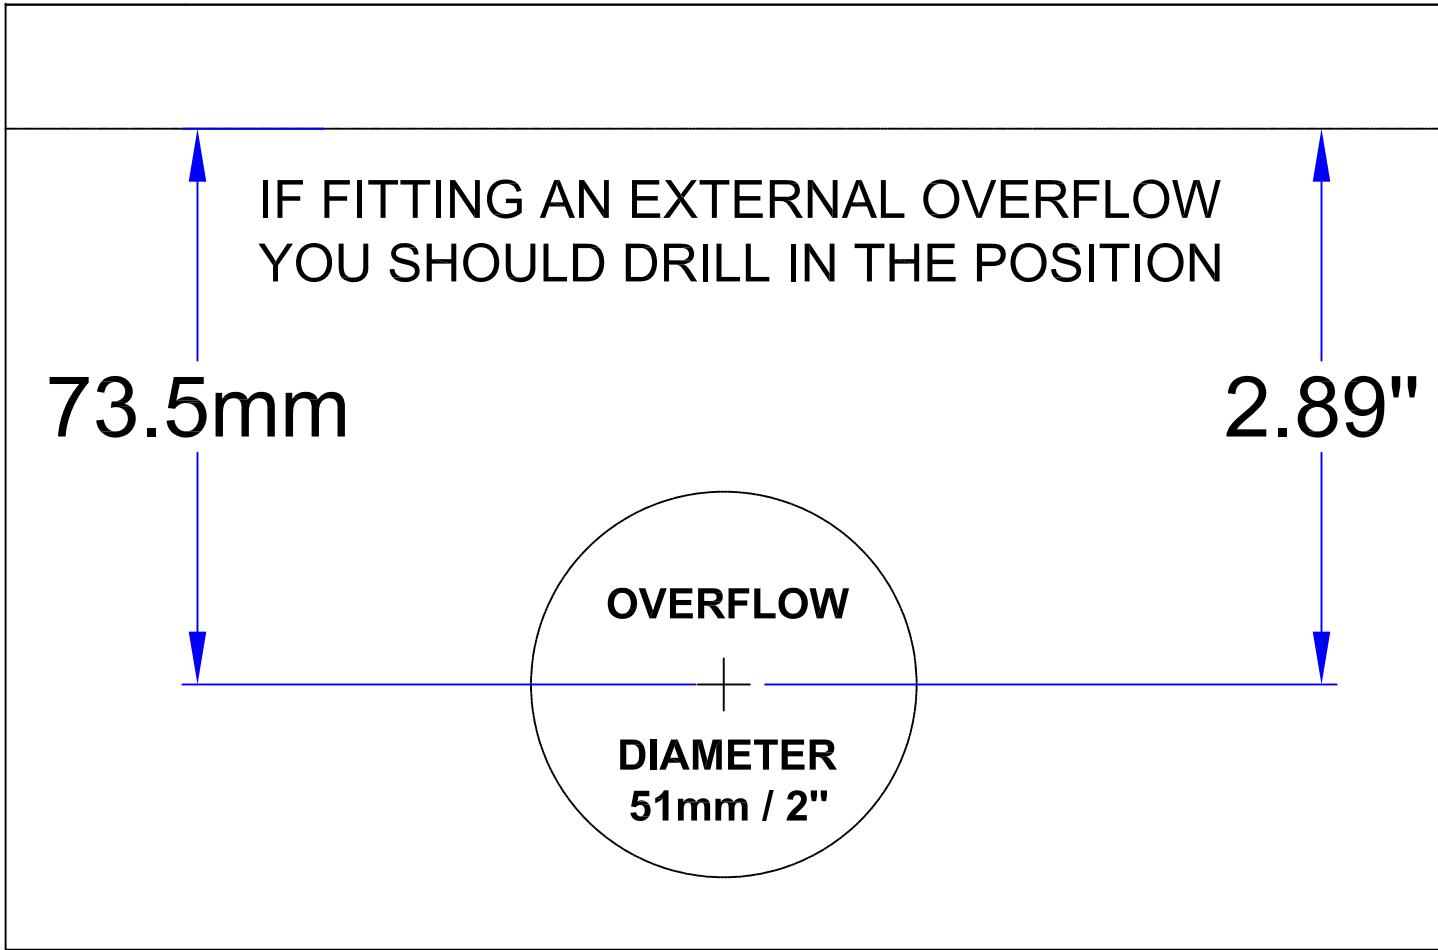 IF FITTING AN EXTERNAL OVERFLOW
YOU SHOULD DRILL IN THE POSITION
73.5mm
2.89"
OVERFLOW
DIAMETER
51mm / 2"